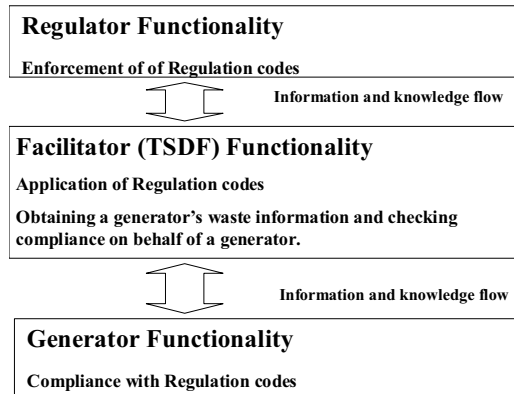 Regulator Functionality
Enforcement of of Regulation codes
Information and knowledge flow
Facilitator (TSDF) Functionality
Application of Regulation codes
Obtaining a generator's waste information and checking
compliance on behalf of a generator.
Information and knowledge flow
Generator Functionality
Compliance with Regulation codes